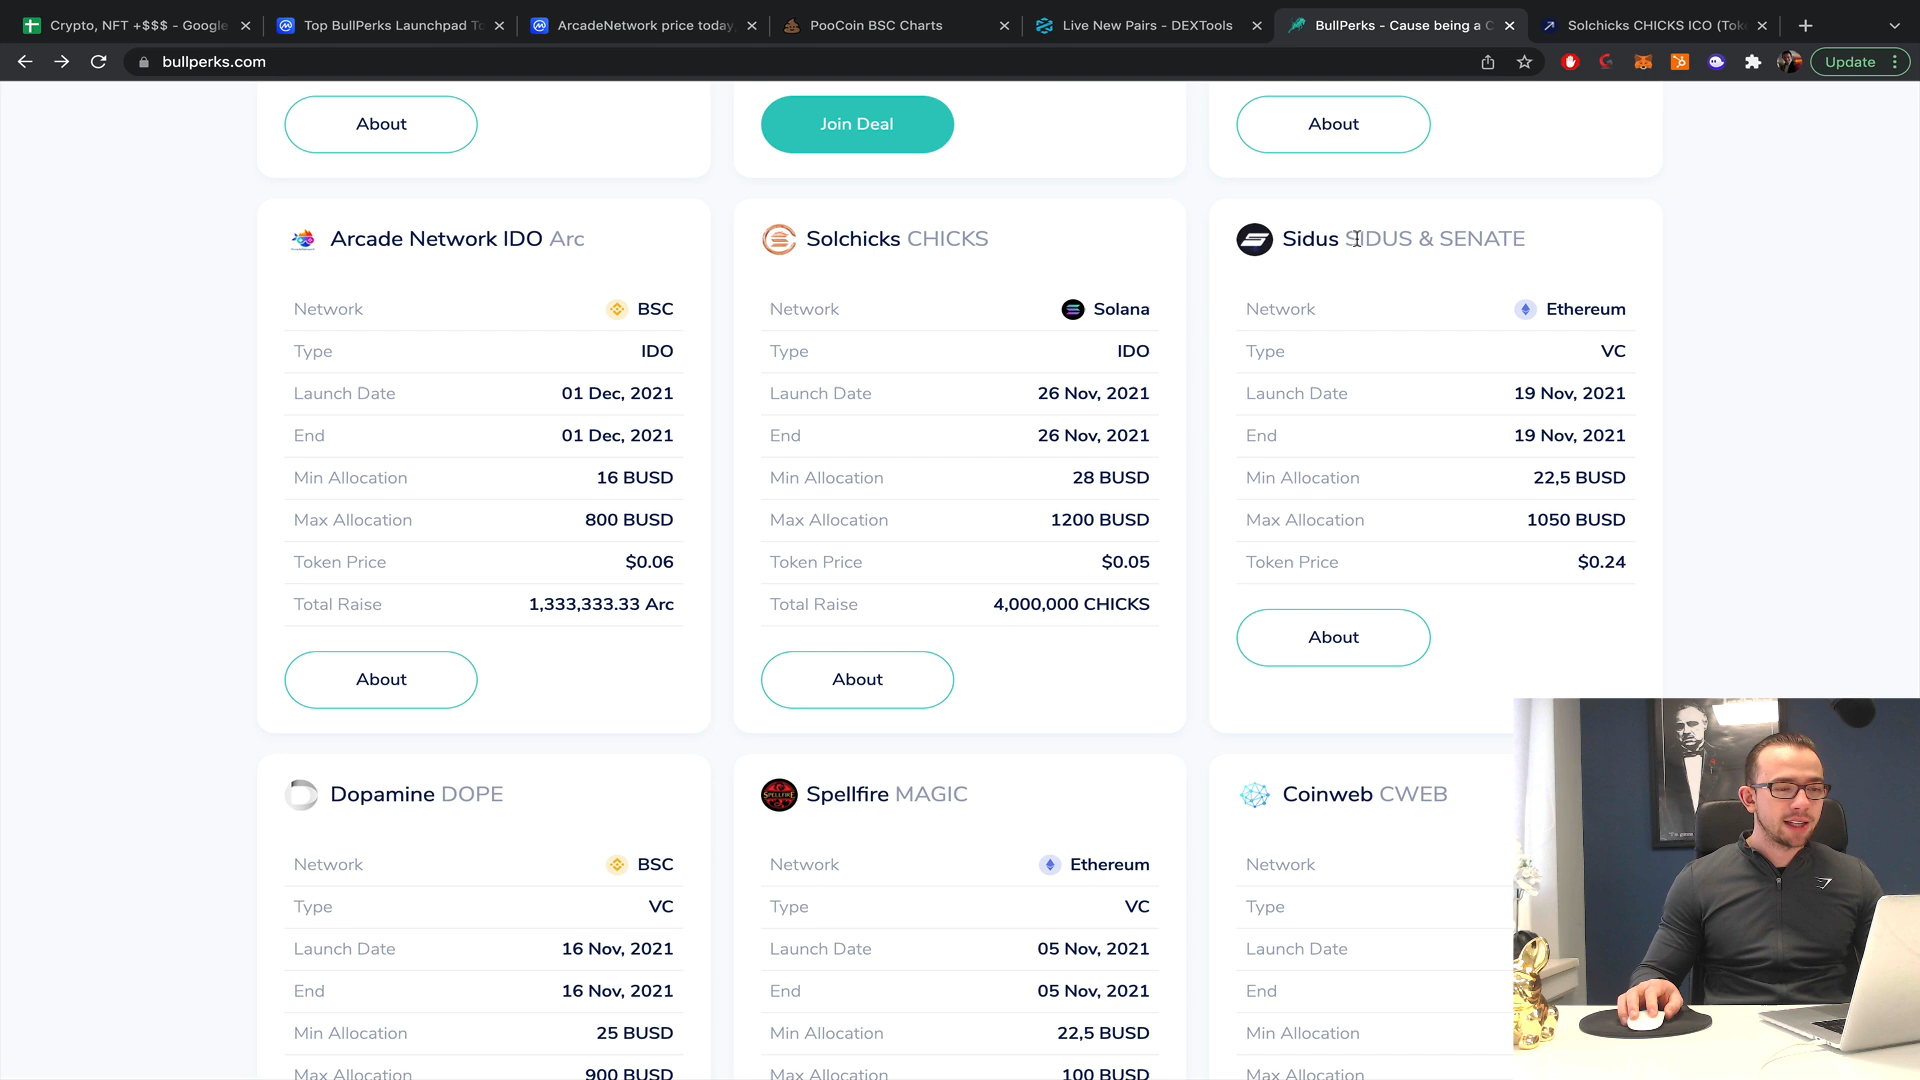 Crypto, NFT +$$$ - Google
Top BullPerks Launchpad To
ArcadeNetwork price today,
PooCoin BSC Charts
Live New Pairs - DEXTools
BullPerks - Cause being a C
Solchicks CHICKS ICO (Tok
bullperks.com
Update
About
Join Deal
About
Arcade Network IDO Arc
Network BSC
Type IDO
Launch Date 01 Dec, 2021
End 01 Dec, 2021
Min Allocation 16 BUSD
Max Allocation 800 BUSD
Token Price $0.06
Total Raise 1,333,333.33 Arc
About
Solchicks CHICKS
Network Solana
Type IDO
Launch Date 26 Nov, 2021
End 26 Nov, 2021
Min Allocation 28 BUSD
Max Allocation 1200 BUSD
Token Price $0.05
Total Raise 4,000,000 CHICKS
About
Sidus SIDUS & SENATE
Network Ethereum
Type VC
Launch Date 19 Nov, 2021
End 19 Nov, 2021
Min Allocation 22,5 BUSD
Max Allocation 1050 BUSD
Token Price $0.24
About
Dopamine DOPE
Network BSC
Type VC
Launch Date 16 Nov, 2021
End 16 Nov, 2021
Min Allocation 25 BUSD
Max Allocation 900 BUSD
SPELLFIRE
Spellfire MAGIC
Network Ethereum
Type VC
Launch Date 05 Nov, 2021
End 05 Nov, 2021
Min Allocation 22,5 BUSD
Max Allocation 100 BUSD
Coinweb CWEB
Network
Type
Launch Date
End
Min Allocation
Max Allocation